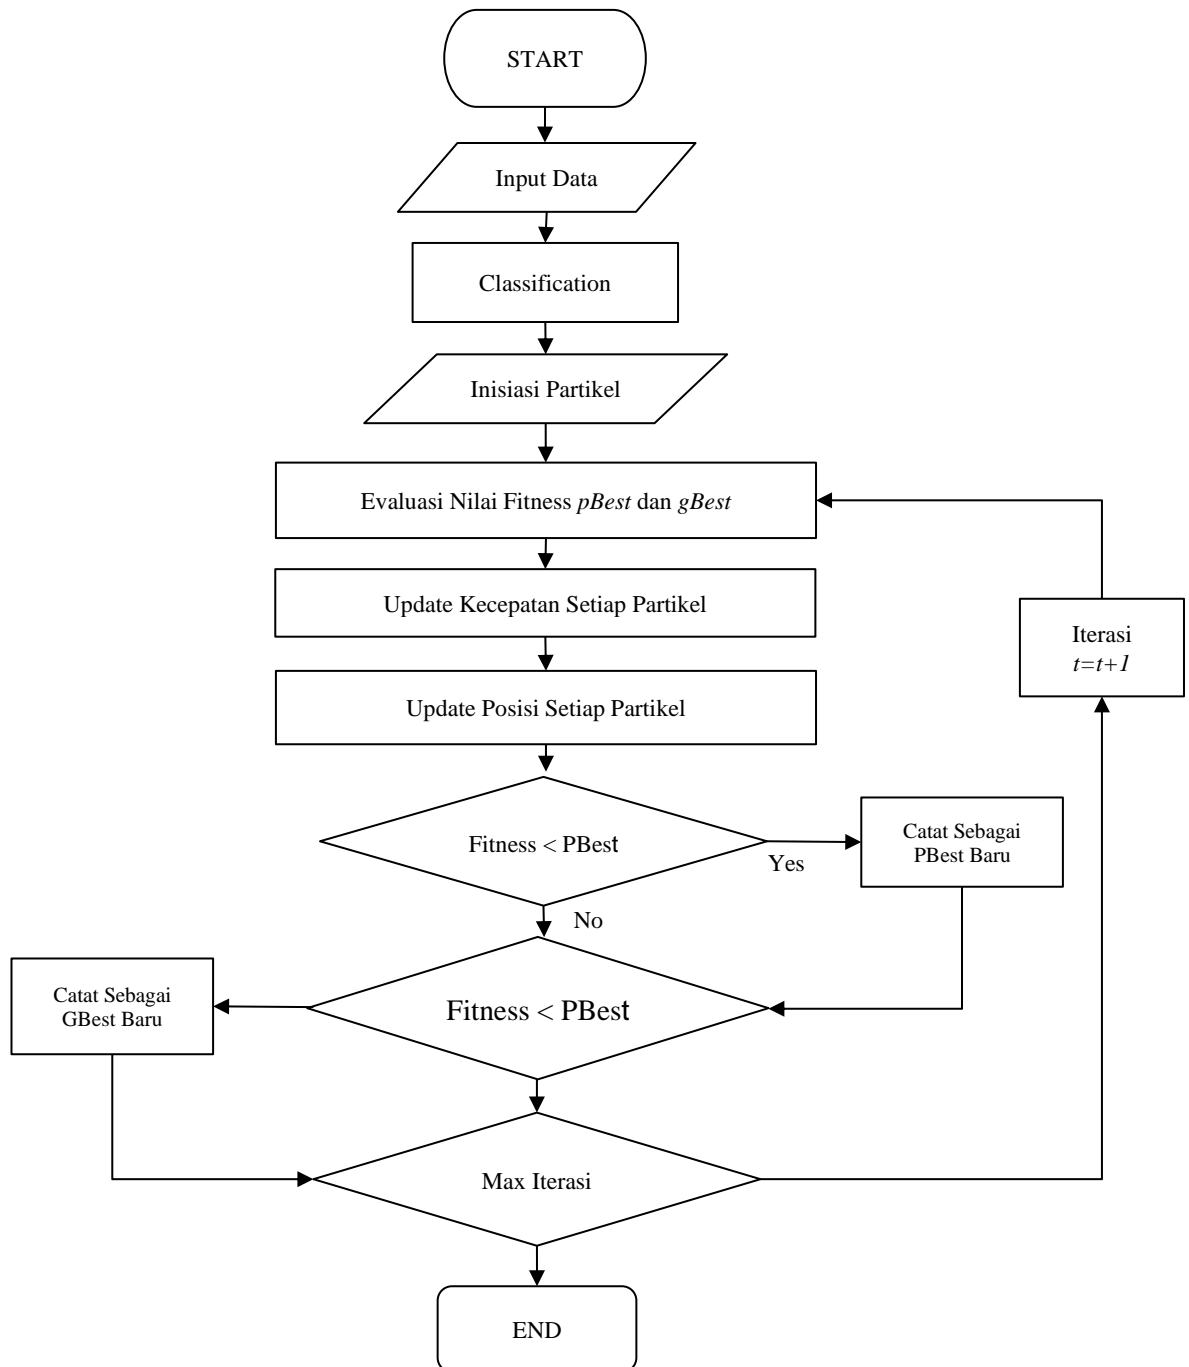 START
Input Data
Classification
Inisiasi Partikel
Evaluasi Nilai Fitness pBest dan gBest
Update Kecepatan Setiap Partikel
Iterasi
t=t+1
Update Posisi Setiap Partikel
Fitness < PBest
Yes
Catat Sebagai
PBest Baru
No
Catat Sebagai
GBest Baru
Fitness < PBest
Max Iterasi
END